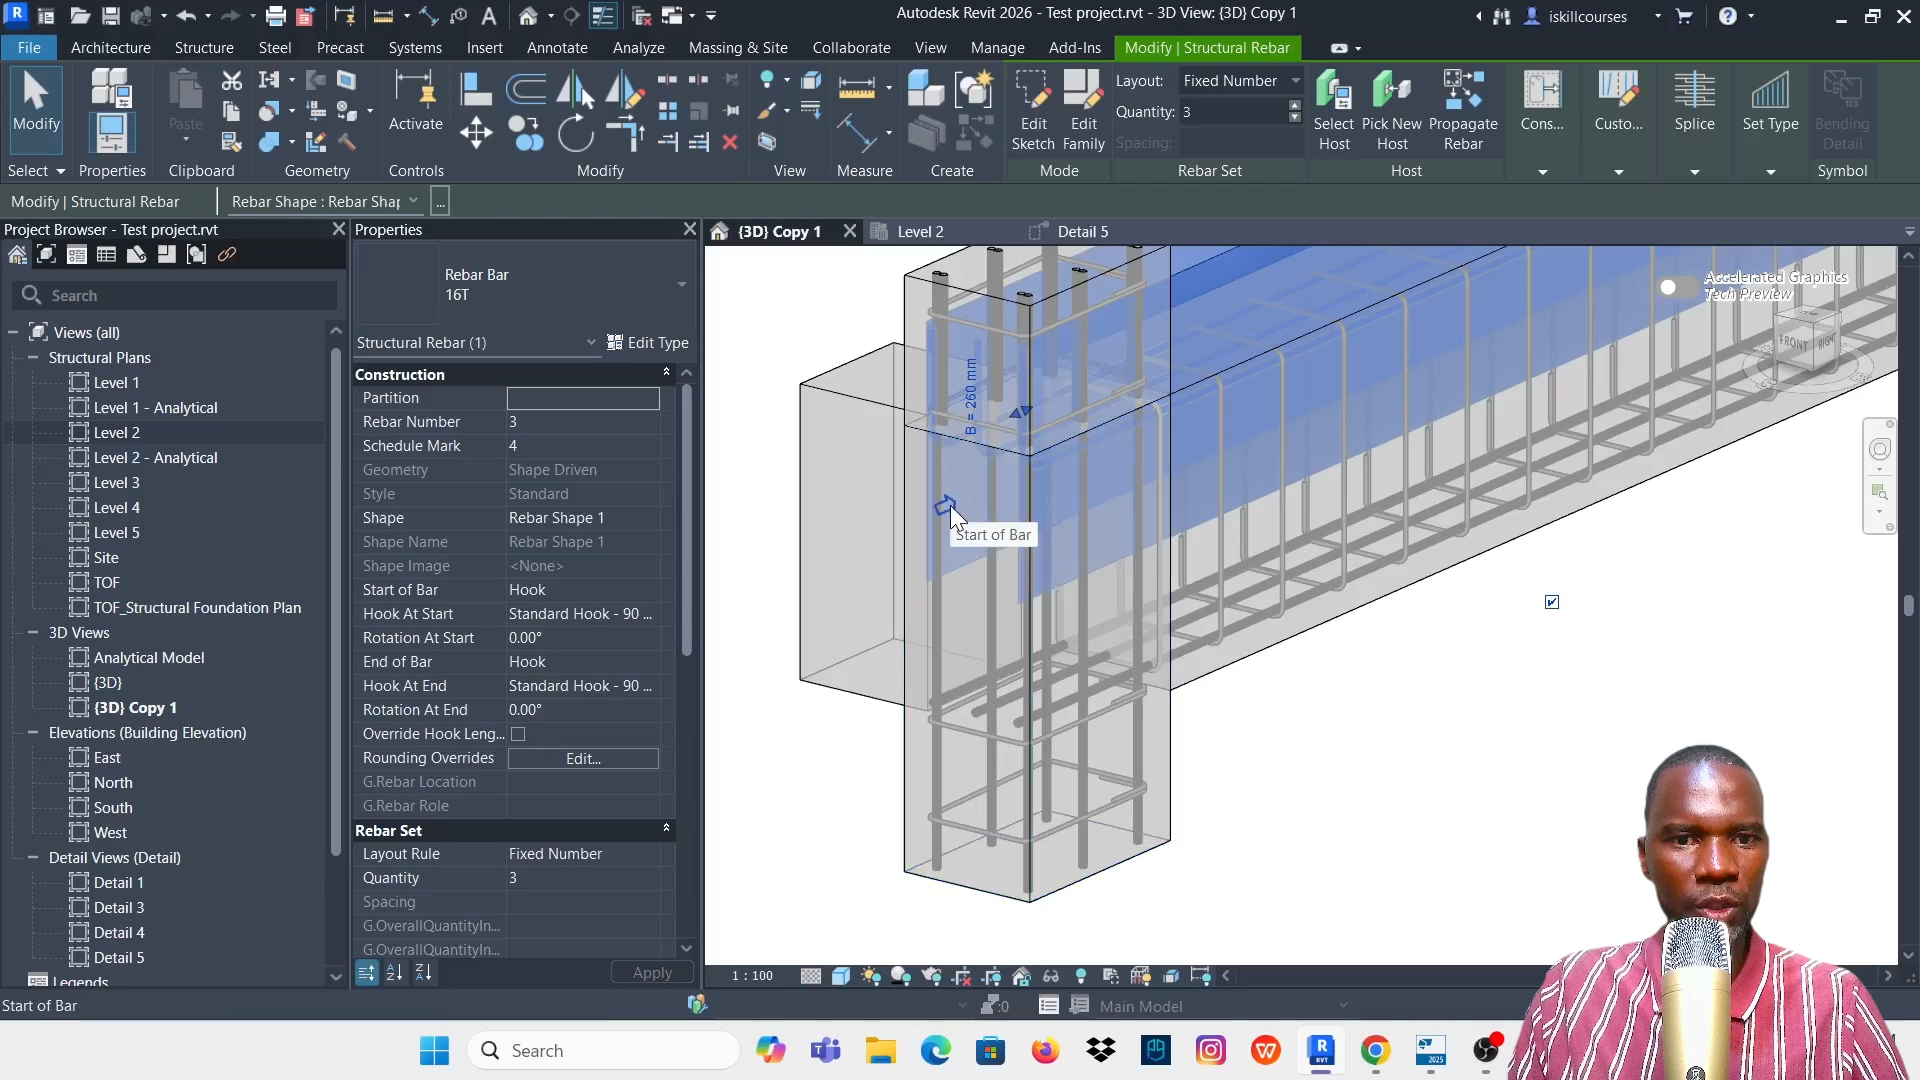 Autodesk Revit 2026 - Test project.rvt - 3D View: {3D} Copy 1
iskillcourses
File Architecture Structure Steel Precast Systems Insert Annotate Analyze Massing & Site Collaborate View Manage Add-Ins Modify | Structural Rebar
Layout: Fixed Number
Quantity: 3
Spacing:
Modify Paste Activate Edit Sketch Edit Family Select Host Pick New Host Propagate Rebar Cons... Custo... Splice Set Type Bending Detail
Select Properties Clipboard Geometry Controls Modify View Measure Create Mode Rebar Set Host Symbol
Modify | Structural Rebar Rebar Shape : Rebar Shap ...
Project Browser - Test project.rvt
Search
Views (all)
Structural Plans
Level 1
Level 1 - Analytical
Level 2
Level 2 - Analytical
Level 3
Level 4
Level 5
Site
TOF
TOF_Structural Foundation Plan
3D Views
Analytical Model
{3D}
{3D} Copy 1
Elevations (Building Elevation)
East
North
South
West
Detail Views (Detail)
Detail 1
Detail 3
Detail 4
Detail 5
Legends
Properties
Rebar Bar
16T
Structural Rebar (1) Edit Type
Construction
Partition
Rebar Number 3
Schedule Mark 4
Geometry Shape Driven
Style Standard
Shape Rebar Shape 1
Shape Name Rebar Shape 1
Shape Image <None>
Start of Bar Hook
Hook At Start Standard Hook - 90 ...
Rotation At Start 0.00°
End of Bar Hook
Hook At End Standard Hook - 90 ...
Rotation At End 0.00°
Override Hook Leng...
Rounding Overrides Edit...
G.Rebar Location
G.Rebar Role
Rebar Set
Layout Rule Fixed Number
Quantity 3
Spacing
G.OverallQuantityIn...
G.OverallQuantityIn...
Apply
{3D} Copy 1 Level 2 Detail 5
Accelerated Graphics
Tech Preview
FRONT RIGHT
B = 260 mm
Start of Bar
1 : 100
Start of Bar
:0
Main Model
Search